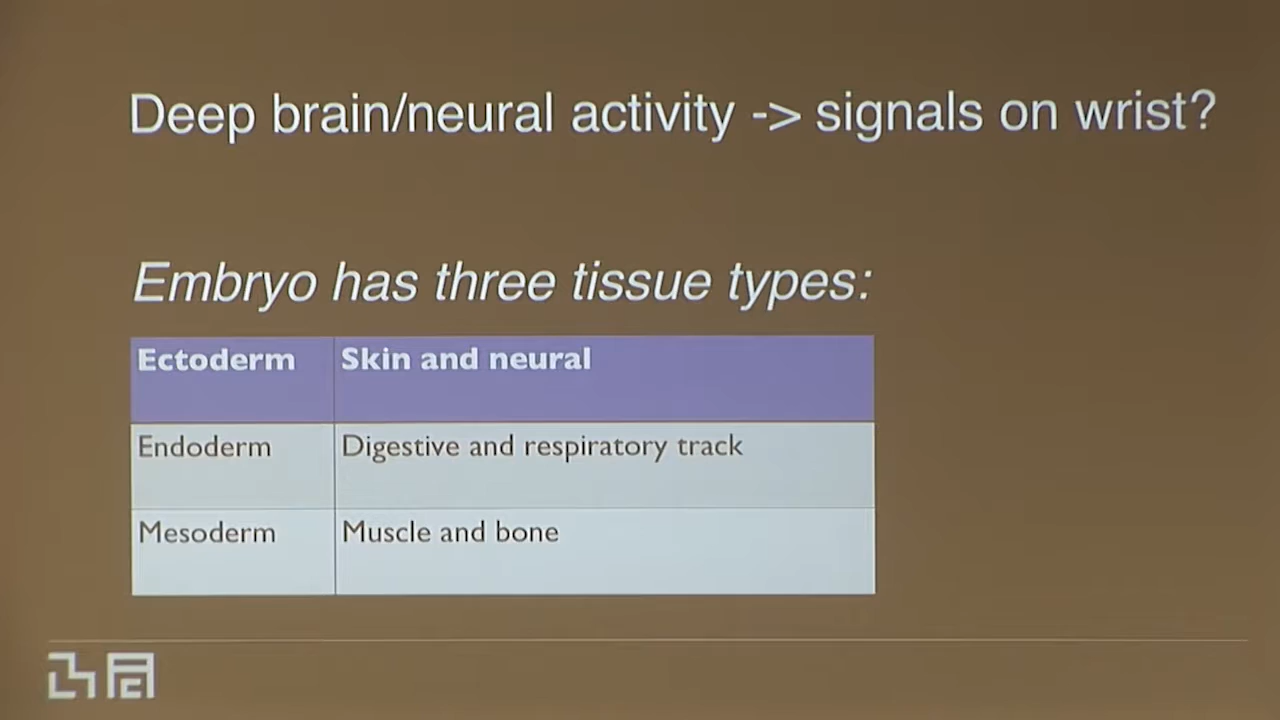 Deep brain/neural activity -> signals on wrist?
Embryo has three tissue types:
Ectoderm Skin and neural
Endoderm Digestive and respiratory track
Mesoderm Muscle and bone